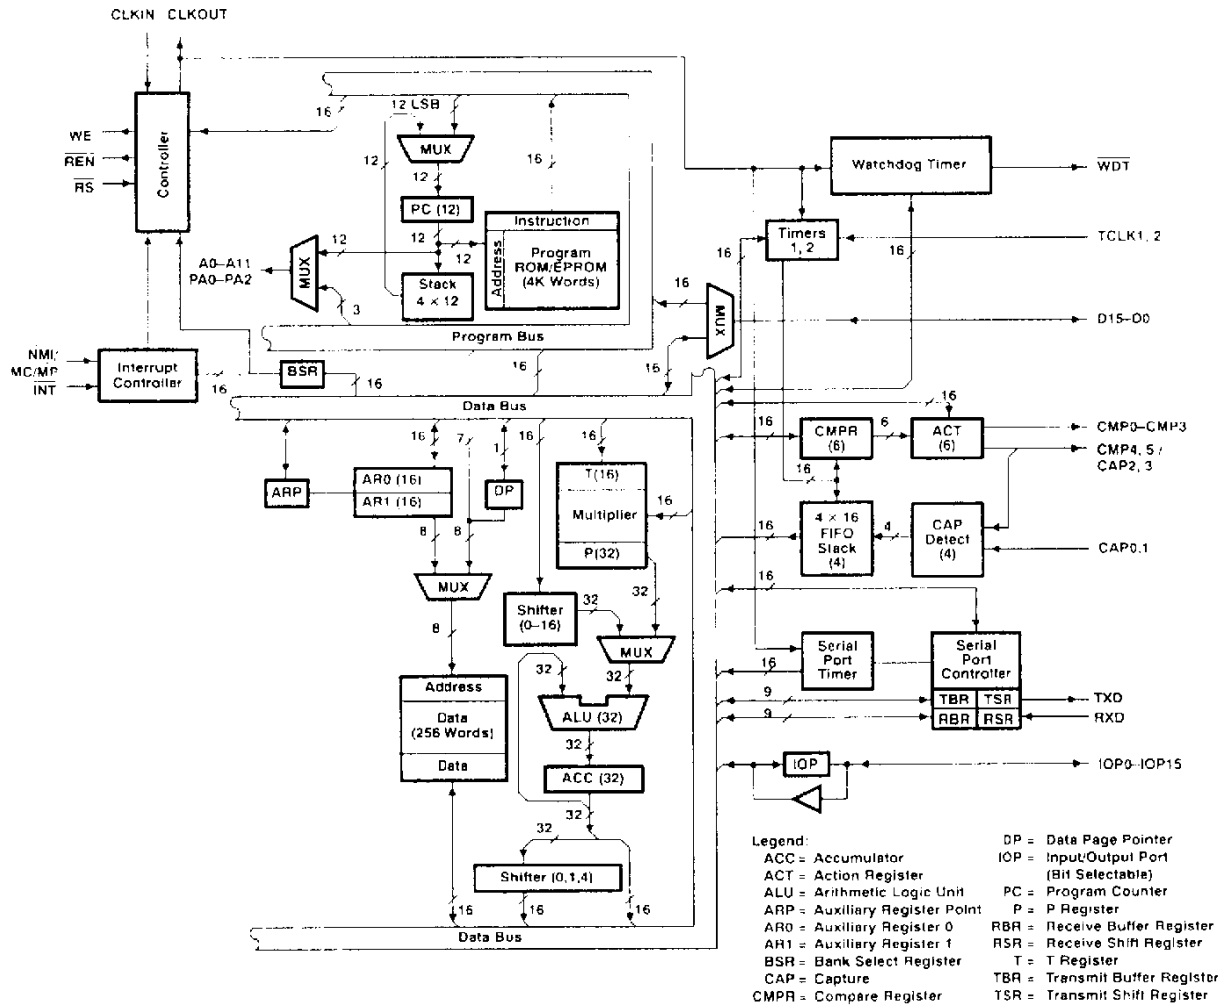 CLKIN CLKOUT
WE
REN
RS
Controller
16
12 LSB
MUX
12
12
PC (12)
12
12
12
Stack
4 × 12
Instruction
Address
Program
ROM/EPROM
(4K Words)
16
MUX
A0–A11
PA0–PA2
3
Program Bus
Watchdog Timer
WDT
Timers
1, 2
TCLK1, 2
16
16
16
MUX
D15–D0
NMI/
MC/MP
INT
Interrupt
Controller
16
BSR
16
16
16
Data Bus
16
7
1
16
16
ARP
AR0 (16)
AR1 (16)
DP
8
8
MUX
8
T(16)
Multiplier
P(32)
16
Shifter
(0–16)
32
32
MUX
32
32
ALU (32)
32
ACC (32)
32
32
Shifter (0,1,4)
Address
Data
(256 Words)
Data
16
16
16
Data Bus
16
16
CMPR
(6)
6
ACT
(6)
CMP0–CMP3
CMP4, 5 /
CAP2, 3
16
16
4 × 16
FIFO
Stack
(4)
4
CAP
Detect
(4)
CAP0,1
16
16
Serial
Port
Timer
Serial
Port
Controller
9
TBR
TSR
TXD
9
RBR
RSR
RXD
IOP
IOP0–IOP15
Legend:
ACC = Accumulator
ACT = Action Register
ALU = Arithmetic Logic Unit
ARP = Auxiliary Register Point
AR0 = Auxiliary Register 0
AR1 = Auxiliary Register 1
BSR = Bank Select Register
CAP = Capture
CMPR = Compare Register
DP = Data Page Pointer
IOP = Input/Output Port
(Bit Selectable)
PC = Program Counter
P = P Register
RBR = Receive Buffer Register
RSR = Receive Shift Register
T = T Register
TBR = Transmit Buffer Register
TSR = Transmit Shift Register